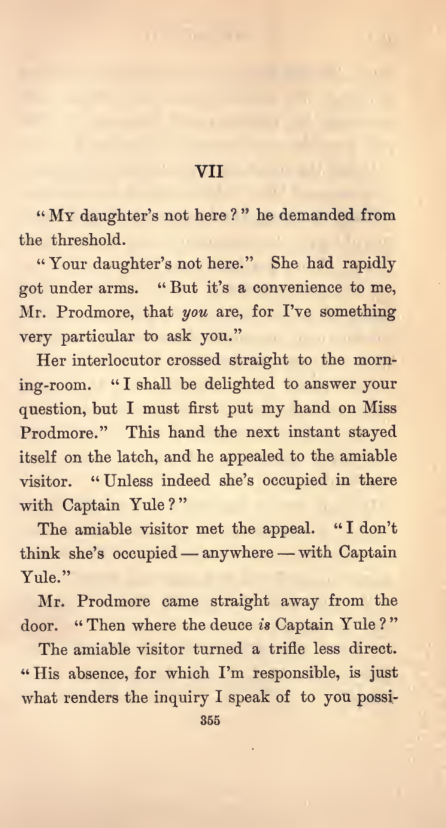 VII
“ My daughter's not here ? ” he demanded from
the threshold.
“ Your daughter's not here.” She had rapidly
got under arms. “ But it's a convenience to me,
Mr. Prodmore, that you are, for I've something
very particular to ask you.”
Her interlocutor crossed straight to the morn-
ing-room. “ I shall be delighted to answer your
question, but I must first put my hand on Miss
Prodmore.” This hand the next instant stayed
itself on the latch, and he appealed to the amiable
visitor. “ Unless indeed she's occupied in there
with Captain Yule ? ”
The amiable visitor met the appeal. “ I don't
think she's occupied — anywhere — with Captain
Yule.”
Mr. Prodmore came straight away from the
door. “ Then where the deuce is Captain Yule ? ”
The amiable visitor turned a trifle less direct.
“ His absence, for which I'm responsible, is just
what renders the inquiry I speak of to you possi-
355